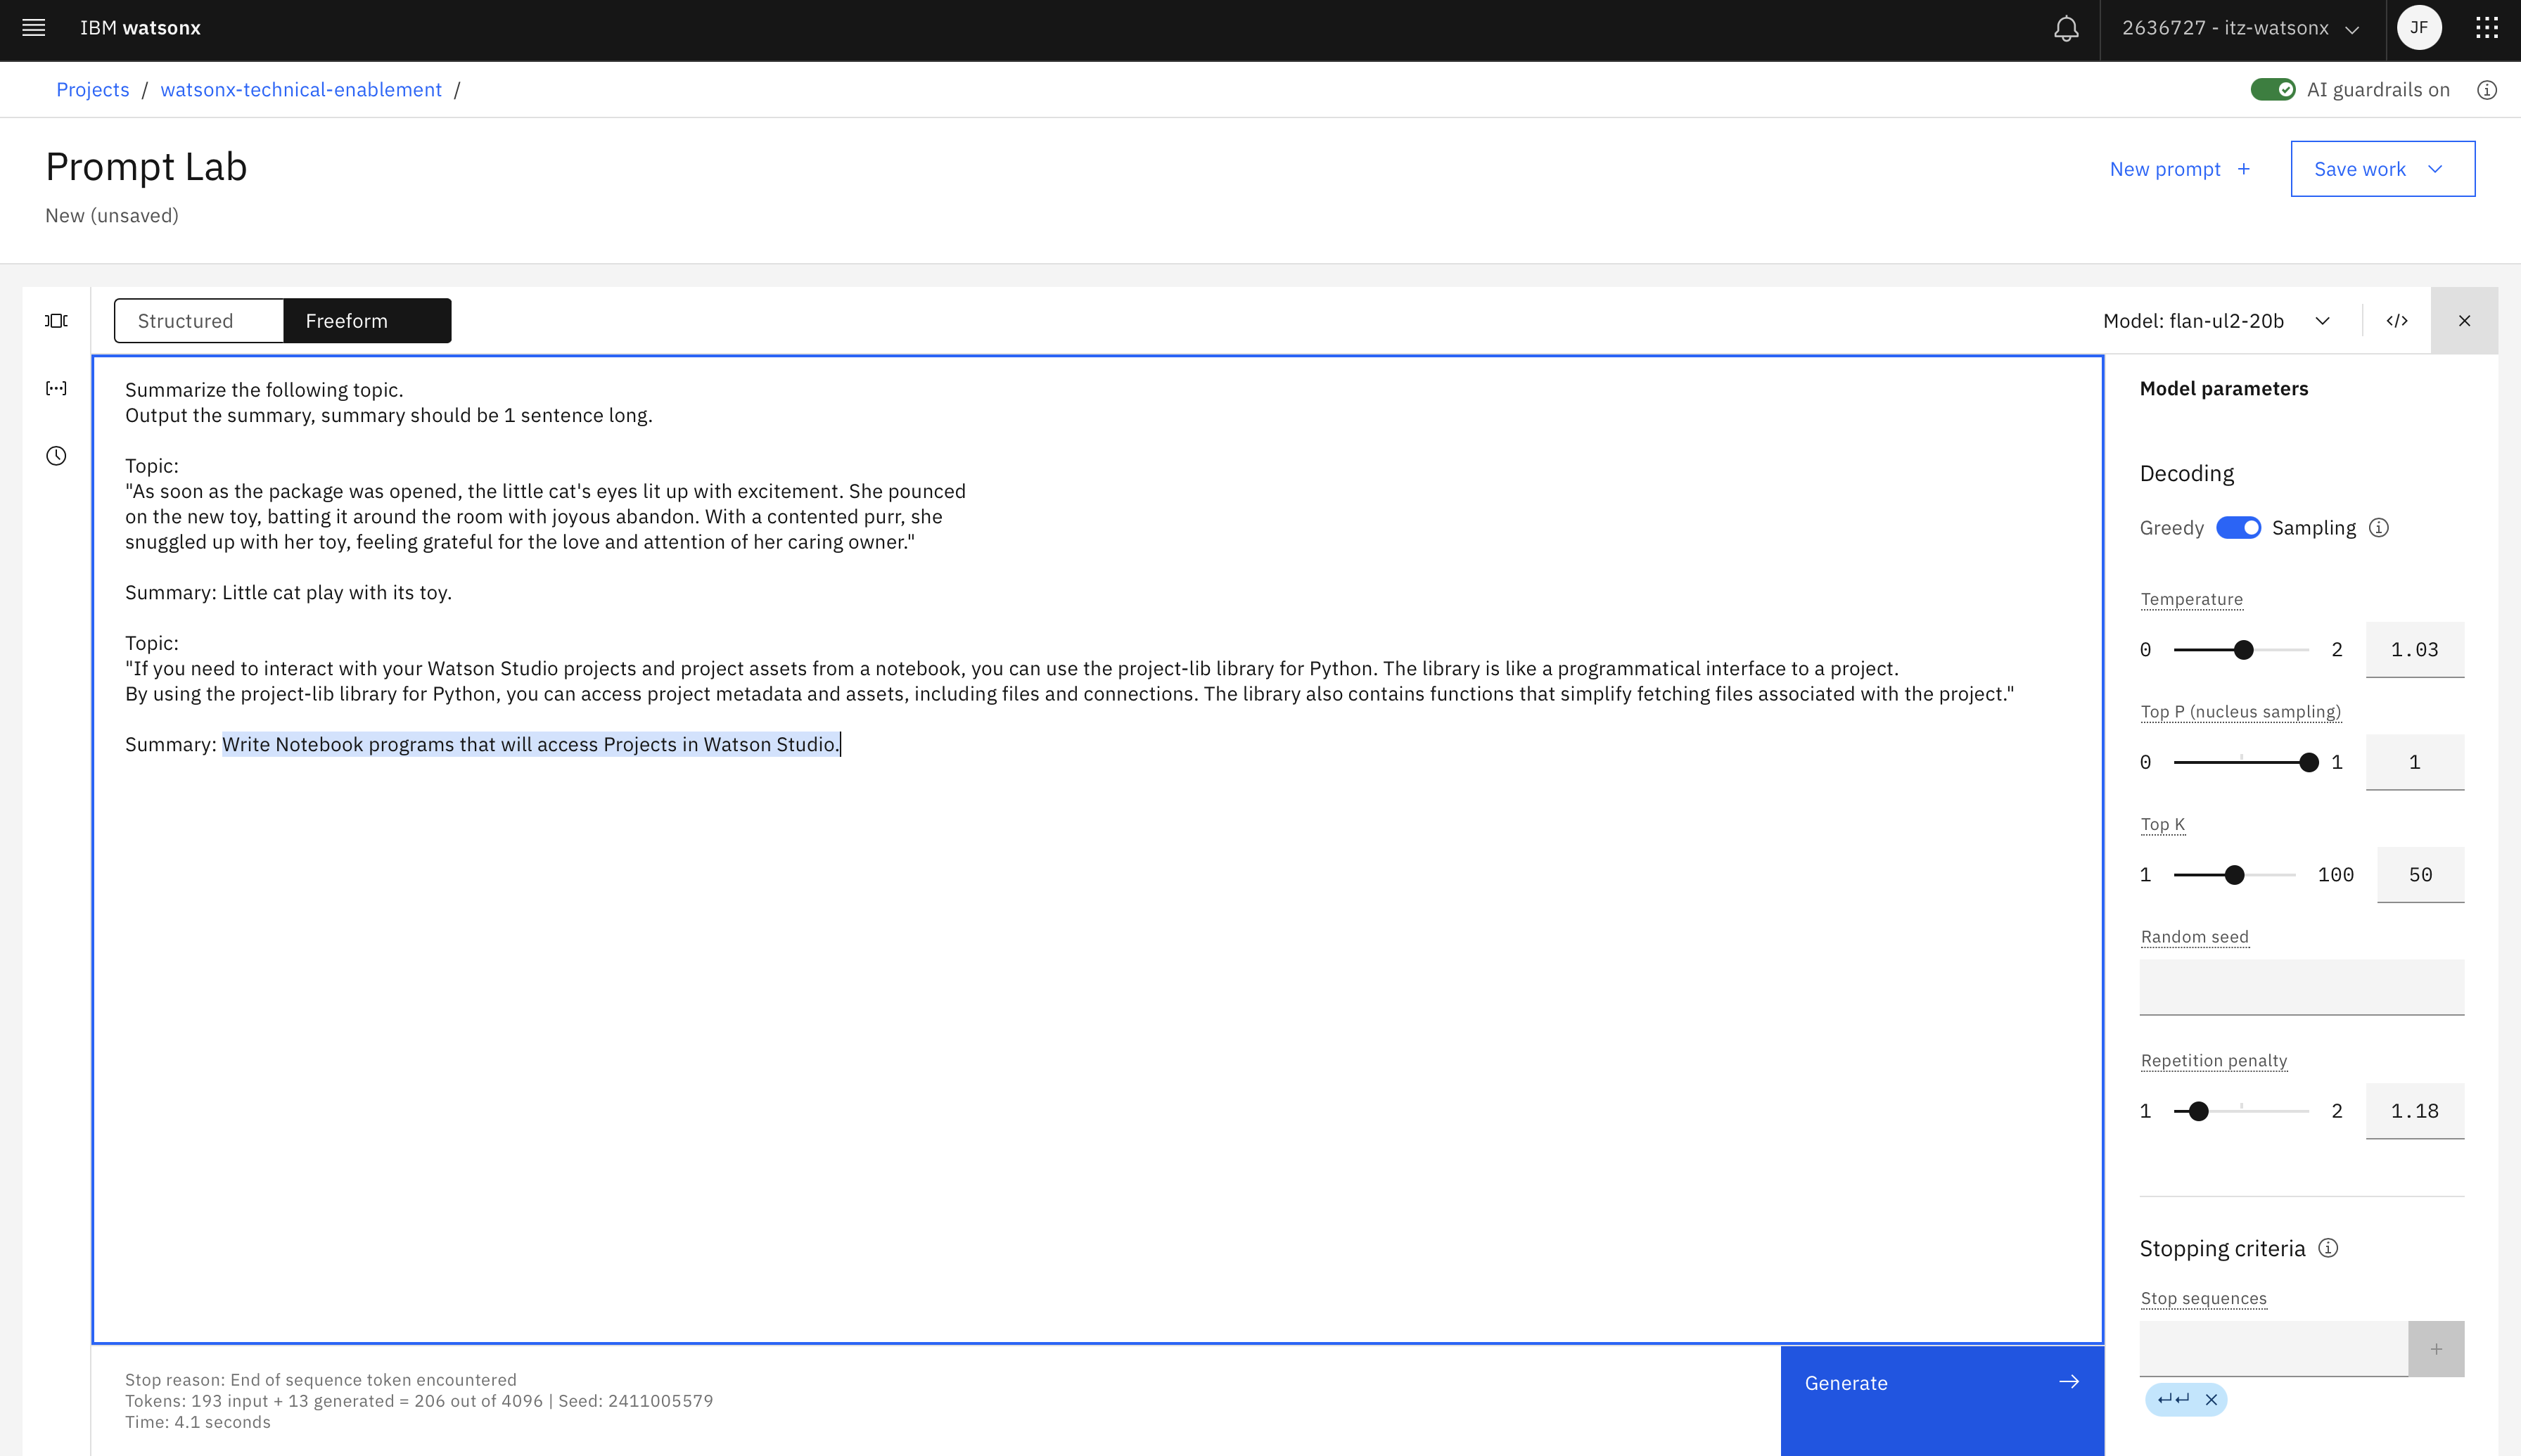 IBM watsonx
2636727 - itz-watsonx
JF
Projects / watsonx-technical-enablement /
AI guardrails on
Prompt Lab
New prompt +
Save work
New (unsaved)
Structured
Freeform
Model: flan-ul2-20b
Summarize the following topic.
Output the summary, summary should be 1 sentence long.
Topic:
"As soon as the package was opened, the little cat's eyes lit up with excitement. She pounced
on the new toy, batting it around the room with joyous abandon. With a contented purr, she
snuggled up with her toy, feeling grateful for the love and attention of her caring owner."
Summary: Little cat play with its toy.
Topic:
"If you need to interact with your Watson Studio projects and project assets from a notebook, you can use the project-lib library for Python. The library is like a programmatical interface to a project.
By using the project-lib library for Python, you can access project metadata and assets, including files and connections. The library also contains functions that simplify fetching files associated with the project."
Summary: Write Notebook programs that will access Projects in Watson Studio.
Stop reason: End of sequence token encountered
Tokens: 193 input + 13 generated = 206 out of 4096 | Seed: 2411005579
Time: 4.1 seconds
Generate
Model parameters
Decoding
Greedy
Sampling
Temperature
0 2 1.03
Top P (nucleus sampling)
0 1 1
Top K
1 100 50
Random seed
Repetition penalty
1 2 1.18
Stopping criteria
Stop sequences
+
↵↵ ×